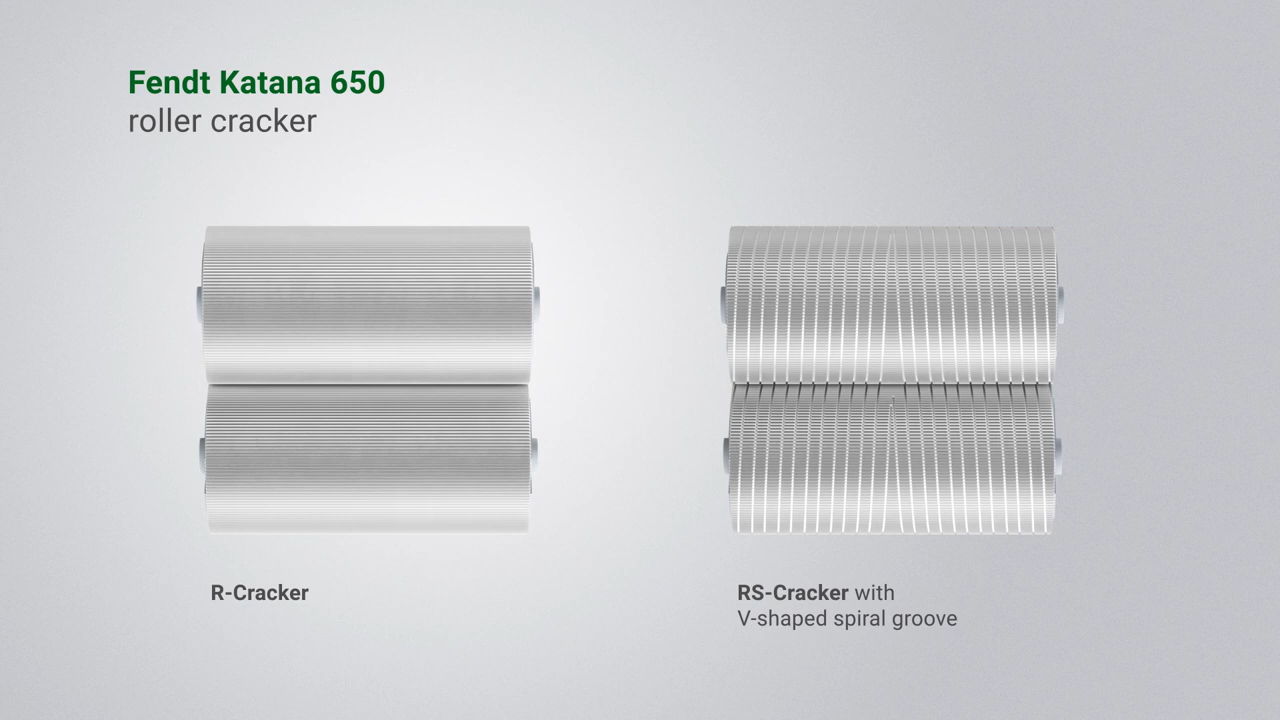 Fendt Katana 650
roller cracker
R-Cracker
RS-Cracker with
V-shaped spiral groove